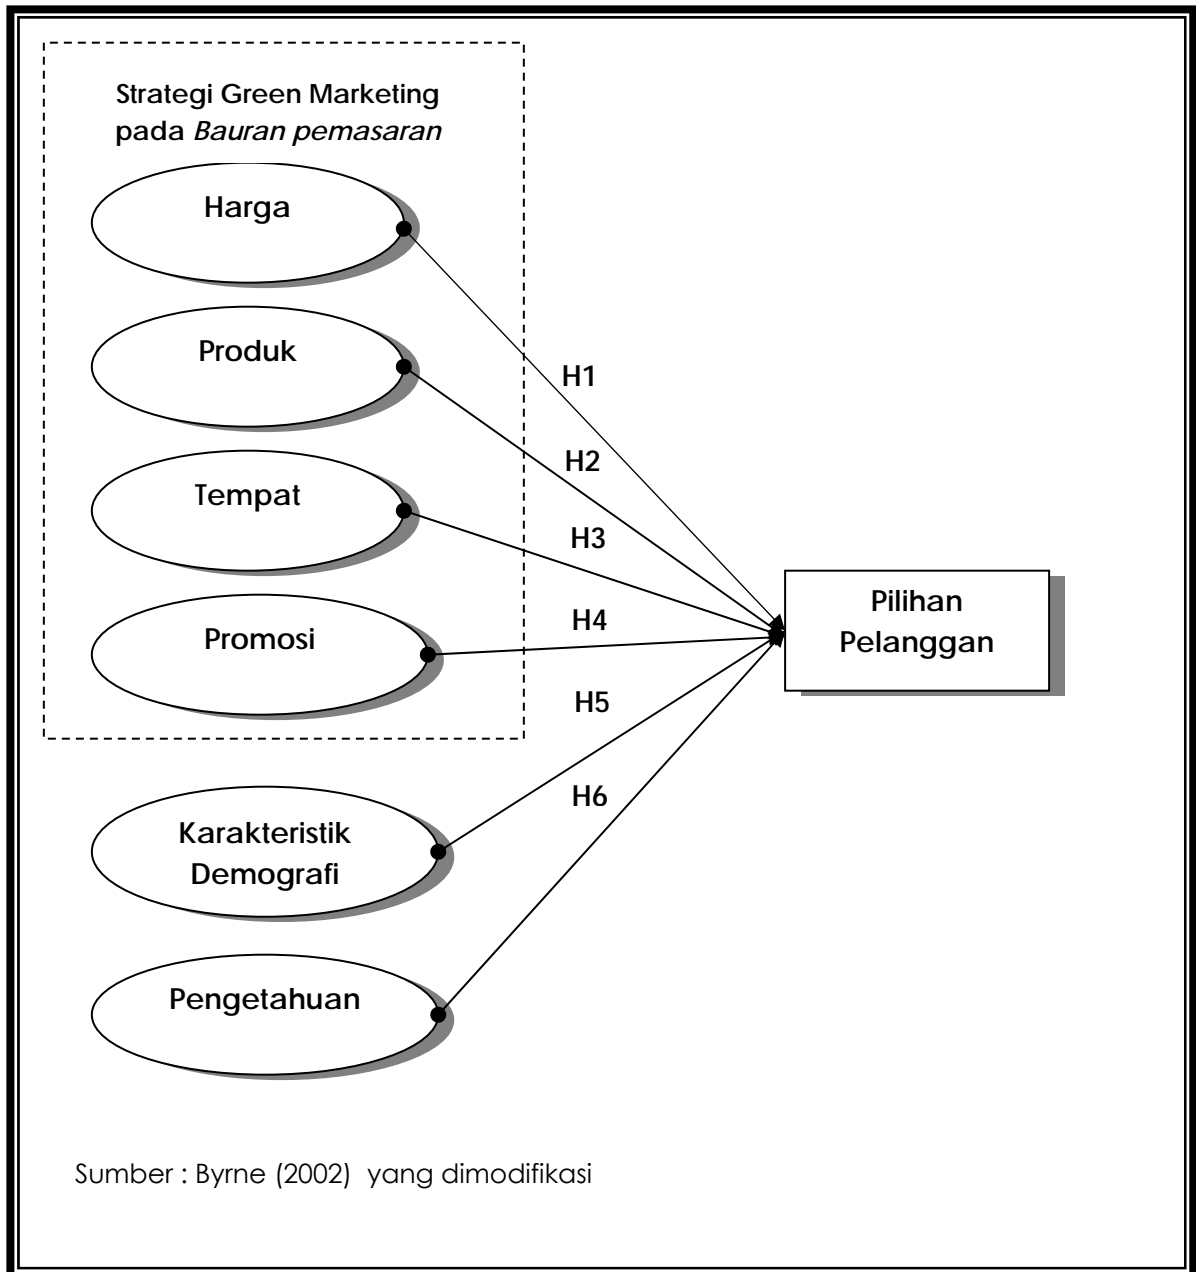 Strategi Green Marketing
pada Bauran pemasaran
Harga
Produk
Tempat
Promosi
Karakteristik
Demografi
Pengetahuan
H1
H2
H3
H4
H5
H6
Pilihan
Pelanggan
Sumber : Byrne (2002) yang dimodifikasi